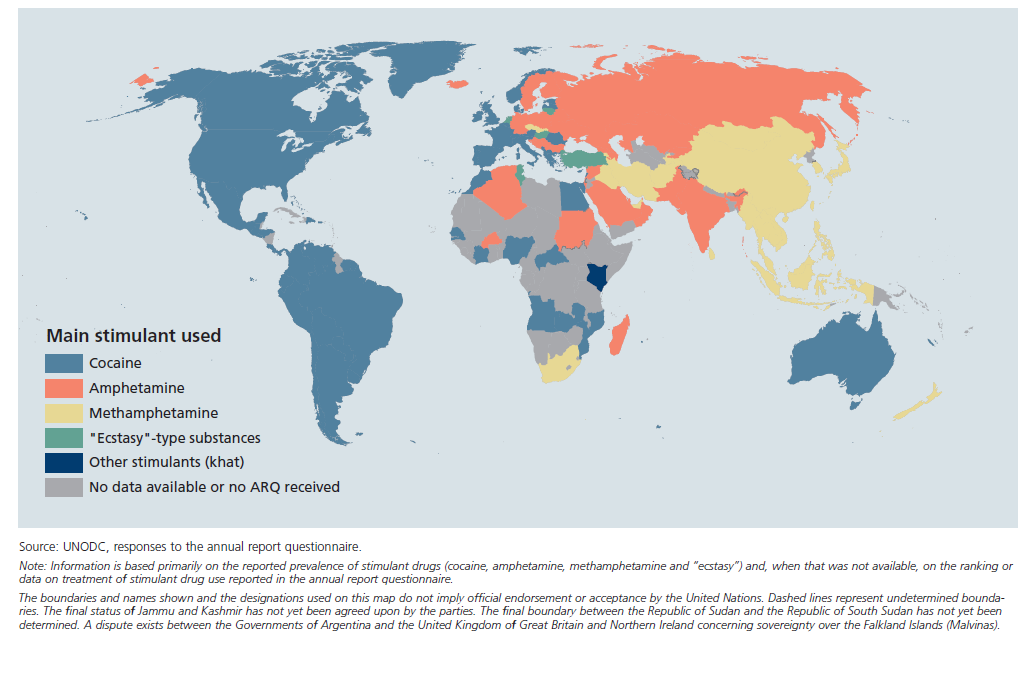 Main stimulant used
Cocaine
Amphetamine
Methamphetamine
"Ecstasy"-type substances
Other stimulants (khat)
No data available or no ARQ received
Source: UNODC, responses to the annual report questionnaire.
Note: Information is based primarily on the reported prevalence of stimulant drugs (cocaine, amphetamine, methamphetamine and “ecstasy”) and, when that was not available, on the ranking or
data on treatment of stimulant drug use reported in the annual report questionnaire.
The boundaries and names shown and the designations used on this map do not imply official endorsement or acceptance by the United Nations. Dashed lines represent undetermined bounda-
ries. The final status of Jammu and Kashmir has not yet been agreed upon by the parties. The final boundary between the Republic of Sudan and the Republic of South Sudan has not yet been
determined. A dispute exists between the Governments of Argentina and the United Kingdom of Great Britain and Northern Ireland concerning sovereignty over the Falkland Islands (Malvinas).